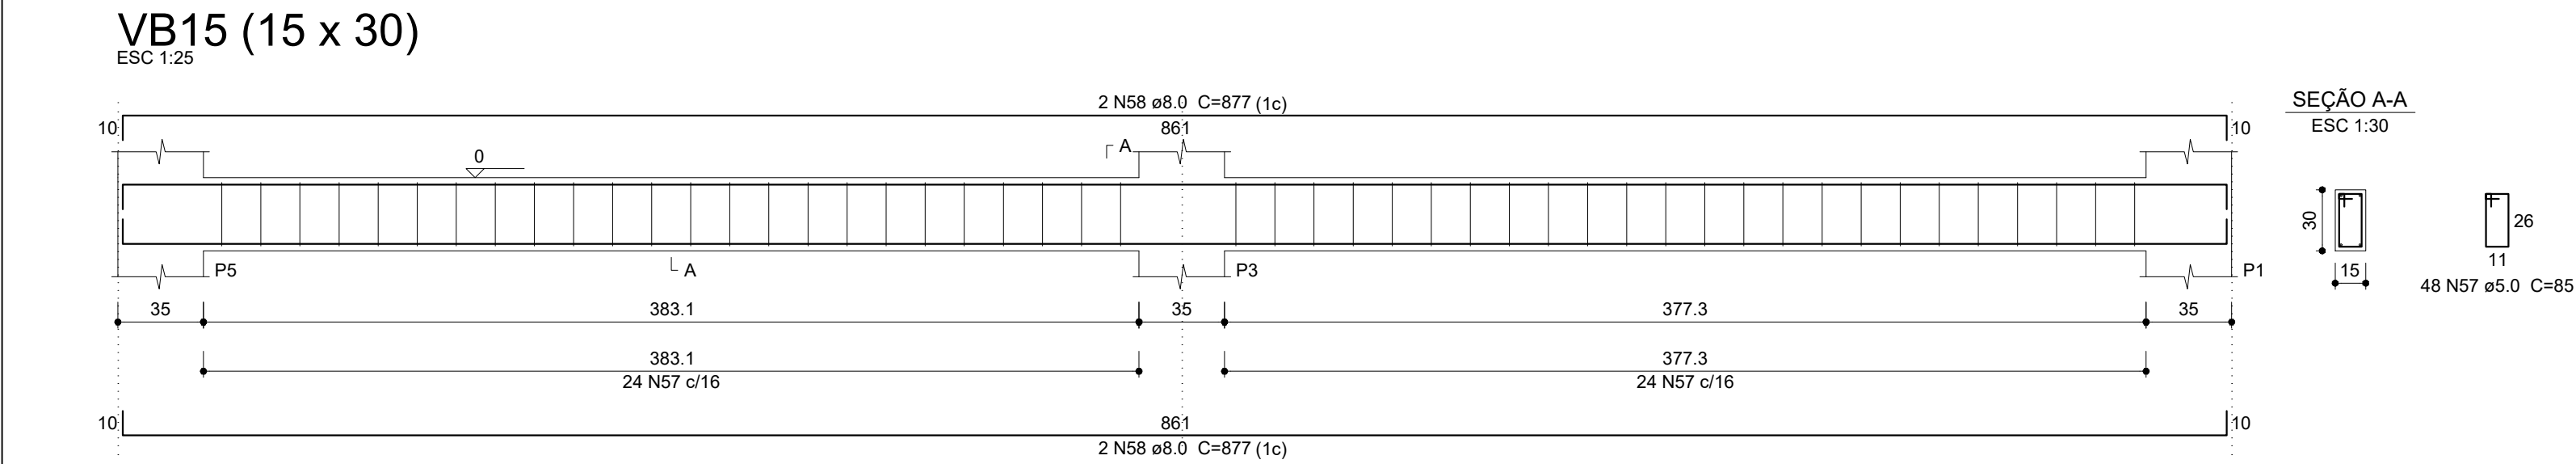 VB15 (15 x 30)
ESC 1:25
2 N58 ø8.0 C=877 (1c)
10 861 10
A
0
P5 A P3 P1
35 383.1 35 377.3 35
383.1 377.3
24 N57 c/16 24 N57 c/16
10 861 10
2 N58 ø8.0 C=877 (1c)
SEÇÃO A-A
ESC 1:30
30
15
26
11
48 N57 ø5.0 C=85